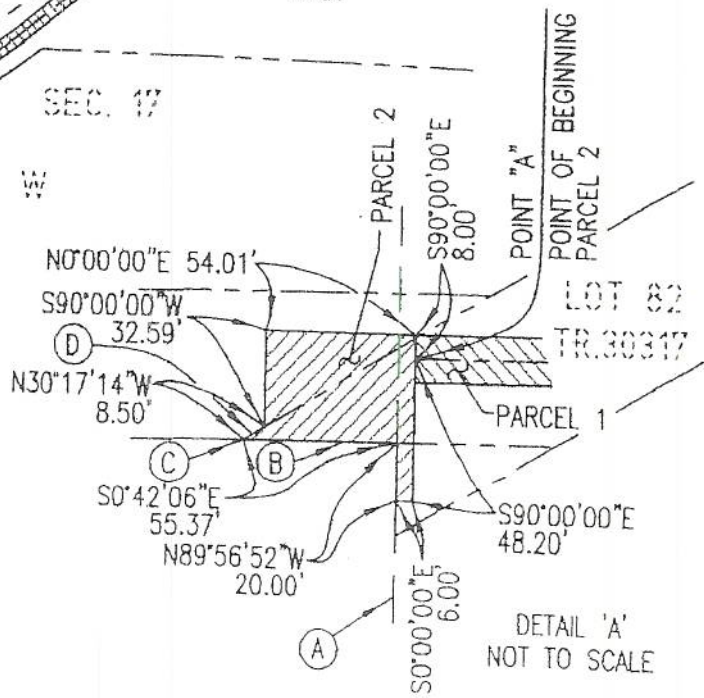 SEC. 17
W
PARCEL 2
S90°00'00"E
8.00'
POINT "A"
POINT OF BEGINNING
PARCEL 2
N0°00'00"E 54.01'
S90°00'00"W
32.59'
D
N30°17'14"W
8.50'
LOT 82
TR.30317
PARCEL 1
C
B
S0°42'06"E
55.37'
N89°56'52"W
20.00'
S90°00'00"E
48.20'
S0°00'00"E
6.00'
A
DETAIL 'A'
NOT TO SCALE